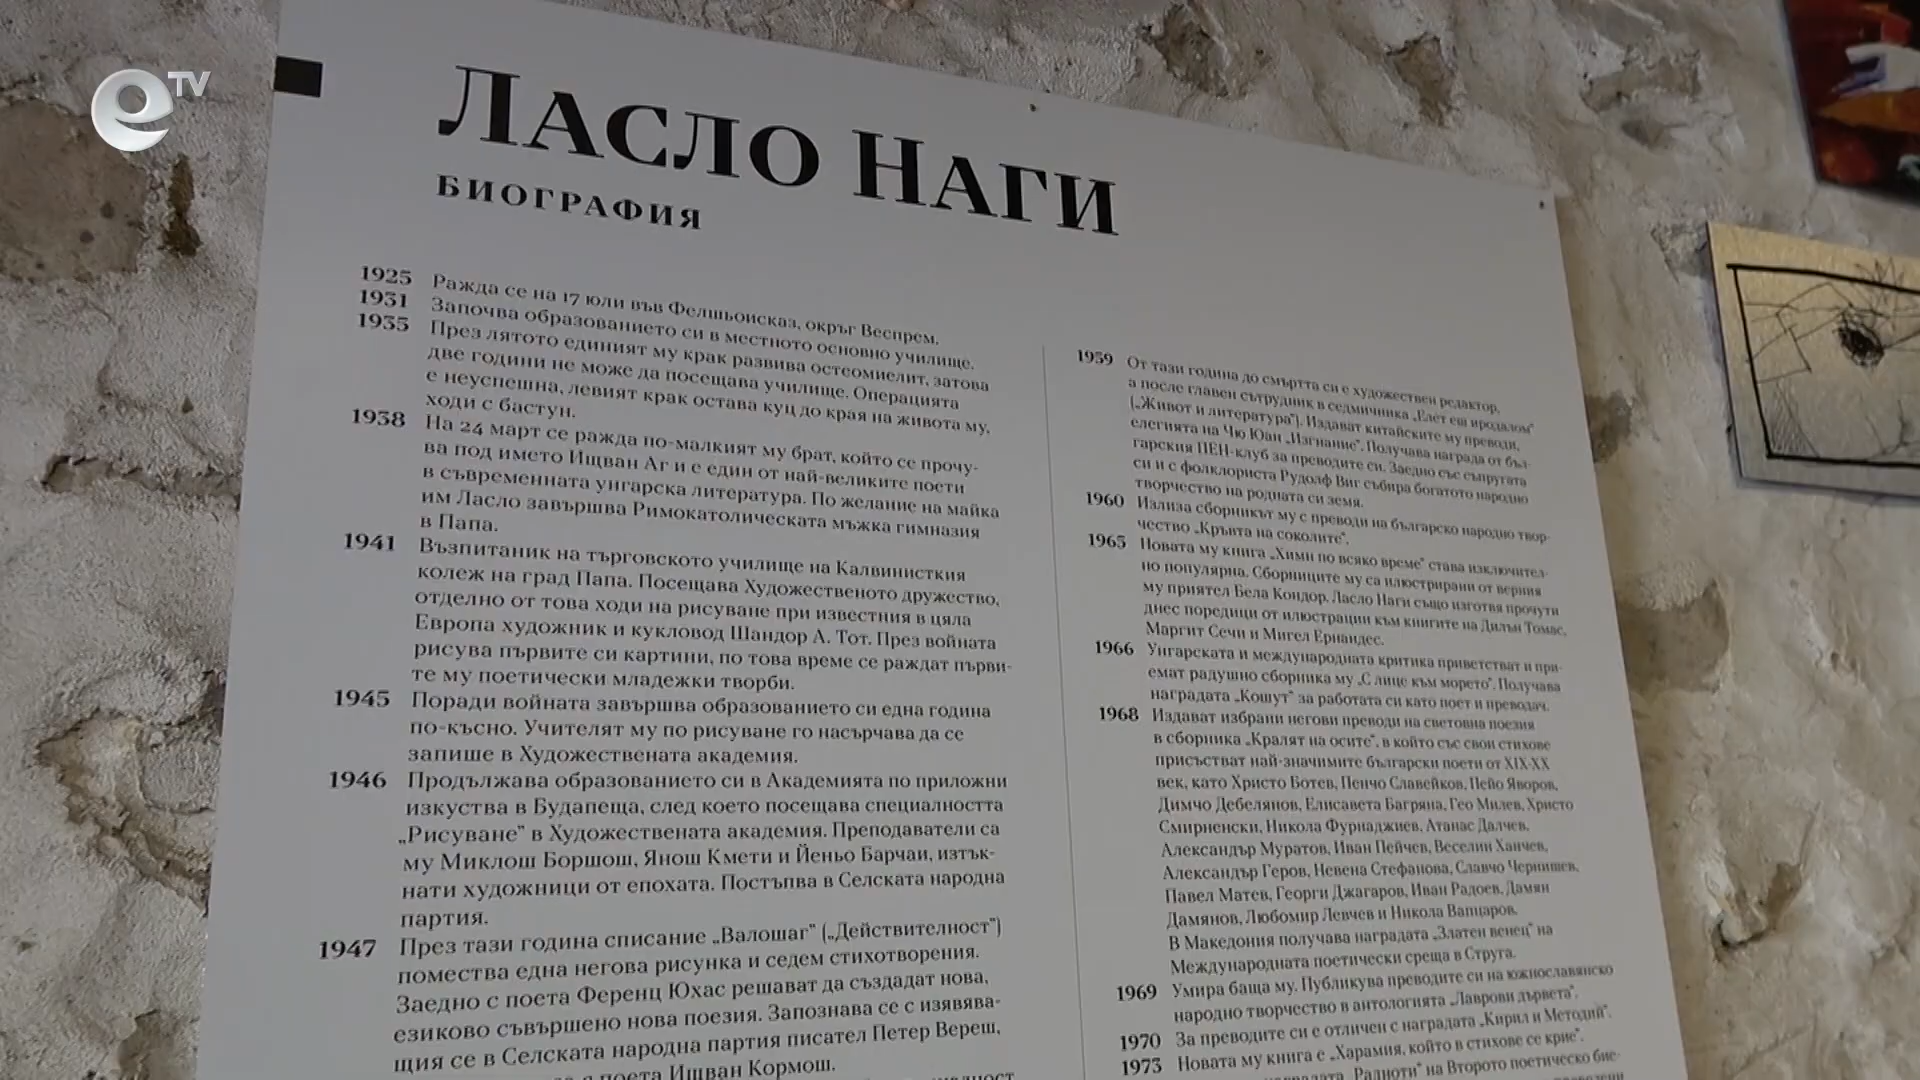 e TV
ЛАСЛО НАГИ
БИОГРАФИЯ
1925 Ражда се на 17 юли във Фелшьоисказ, окръг Веспрем.
1931 Започва образованието си в местното основно училище.
1935 През лятото единият му крак развива остеомиелит, затова
две години не може да посещава училище. Операцията
е неуспешна, левият крак остава куц до края на живота му,
ходи с бастун.
1938 На 24 март се ражда по-малкият му брат, който се прочу-
ва под името Ищван Аг и е един от най-великите поети
в съвременната унгарска литература. По желание на майка
им Ласло завършва Римокатолическата мъжка гимназия
в Папа.
1941 Възпитаник на търговското училище на Калвинисткия
колеж на град Папа. Посещава Художественото дружество,
отделно от това ходи на рисуване при известния в цяла
Европа художник и кукловод Шандор А. Тот. През войната
рисува първите си картини, по това време се раждат първи-
те му поетически младежки творби.
1945 Поради войната завършва образованието си една година
по-късно. Учителят му по рисуване го насърчава да се
запише в Художествената академия.
1946 Продължава образованието си в Академията по приложни
изкуства в Будапеща, след което посещава специалността
„Рисуване" в Художествената академия. Преподаватели са
му Миклош Боршош, Янош Кмети и Йеньо Барчаи, изтък-
нати художници от епохата. Постъпва в Селската народна
партия.
1947 През тази година списание „Валошаг" („Действителност")
помества една негова рисунка и седем стихотворения.
Заедно с поета Ференц Юхас решават да създадат нова,
езиково съвършено нова поезия. Запознава се с изявява-
щия се в Селската народна партия писател Петер Вереш,
поета Ищван Кормош.
1959 От тази година до смъртта си е художествен редактор,
а после главен сътрудник в седмичника „Елет еш иродалом"
(„Живот и литература"). Издават китайските му преводи,
елегията на Чю Юан „Изгнание". Получава награда от бъл-
гарския ПЕН-клуб за преводите си. Заедно със съпругата
си и с фолклориста Рудолф Виг събира богатото народно
творчество на родната си земя.
1960 Излиза сборникът му с преводи на българско народно твор-
чество „Кръвта на соколите".
1965 Новата му книга „Химн по всяко време" става изключител-
но популярна. Сборниците му са илюстрирани от верния
му приятел Бела Кондор. Ласло Наги също изготвя прочути
днес поредици от илюстрации към книгите на Дилън Томас,
Маргит Сечи и Мигел Ернандес.
1966 Унгарската и международната критика приветстват и при-
емат радушно сборника му „С лице към морето". Получава
наградата „Кошут" за работата си като поет и преводач.
1968 Издават избрани негови преводи на световна поезия
в сборника „Кралят на осите", в който със свои стихове
присъстват най-значимите български поети от XIX-XX
век, като Христо Ботев, Пенчо Славейков, Пейо Яворов,
Димчо Дебелянов, Елисавета Багряна, Гео Милев, Христо
Смирненски, Никола Фурнаджиев, Атанас Далчев,
Александър Муратов, Иван Пейчев, Веселин Ханчев,
Александър Геров, Невена Стефанова, Славчо Чернишев,
Павел Матев, Георги Джагаров, Иван Радоев, Дамян
Дамянов, Любомир Левчев и Никола Вапцаров.
В Македония получава наградата „Златен венец" на
Международната поетически среща в Струга.
1969 Умира баща му. Публикува преводите си на южнославянско
народно творчество в антологията „Лаврови дървета".
1970 За преводите си е отличен с наградата „Кирил и Методий".
1973 Новата му книга е „Харамия, който в стихове се крие".
наградата „Радноти" на Второто поетическо бие-